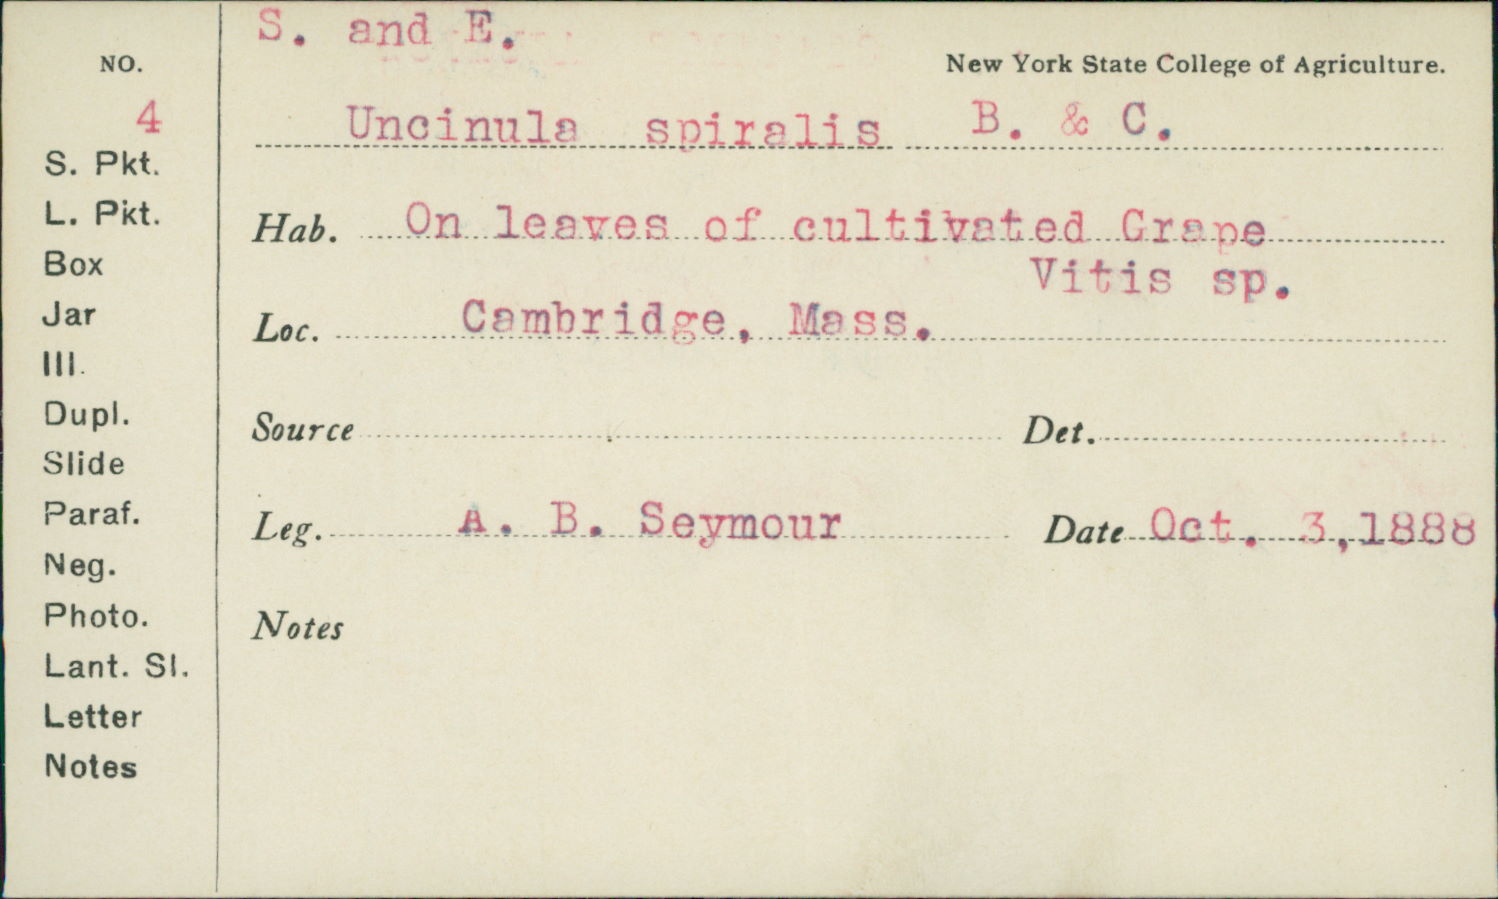 S. and E.
New York State College of Agriculture.
NO.
4
S. Pkt.
L. Pkt.
Box
Jar
Ill.
Dupl.
Slide
Paraf.
Neg.
Photo.
Lant. Sl.
Letter
Notes
Uncinula spiralis B. & C.
Hab. On leaves of cultivated Grape
Vitis sp.
Loc. Cambridge, Mass.
Source Det.
Leg. A. B. Seymour Date Oct. 3,1888
Notes